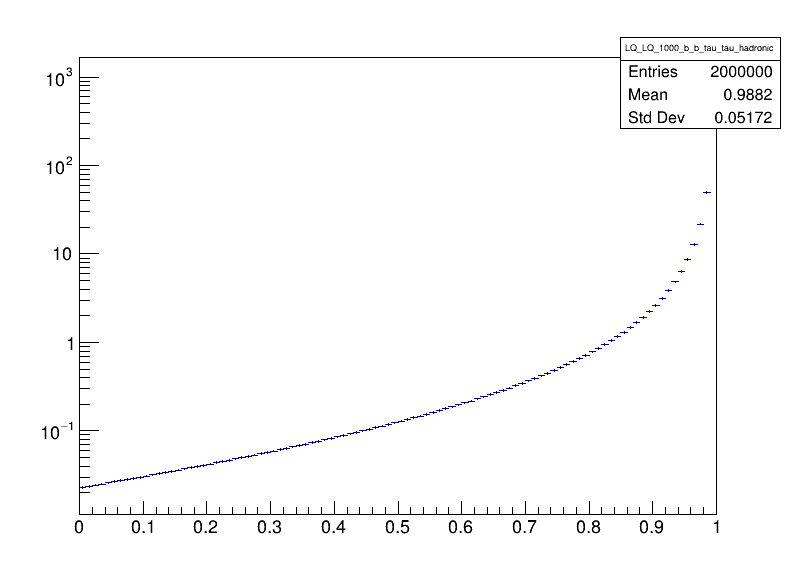 LQ_LQ_1000_b_b_tau_tau_hadronic
Entries 2000000
Mean 0.9882
Std Dev 0.05172
10³
10²
10
1
10⁻¹
0 0.1 0.2 0.3 0.4 0.5 0.6 0.7 0.8 0.9 1